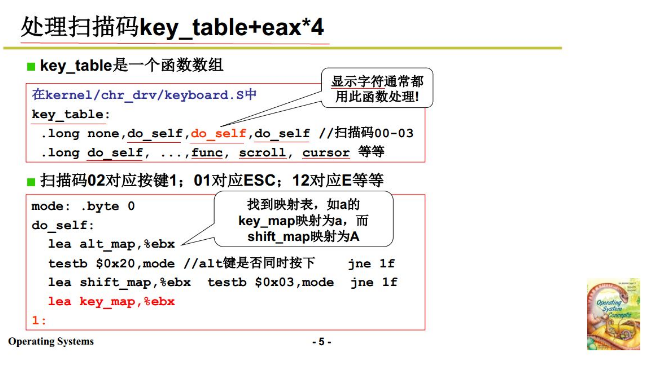 处理扫描码key_table+eax*4
key_table是一个函数数组
显示字符通常都
用此函数处理!
在kernel/chr_drv/keyboard.S中
key_table:
.long none,do_self,do_self,do_self //扫描码00-03
.long do_self, ...,func, scroll, cursor 等等
扫描码02对应按键1；01对应ESC；12对应E等等
找到映射表，如a的
key_map映射为a，而
shift_map映射为A
mode: .byte 0
do_self:
lea alt_map,%ebx
testb $0x20,mode //alt键是否同时按下 jne 1f
lea shift_map,%ebx testb $0x03,mode jne 1f
lea key_map,%ebx
1:
Operating
System
Concepts
Operating Systems
- 5 -